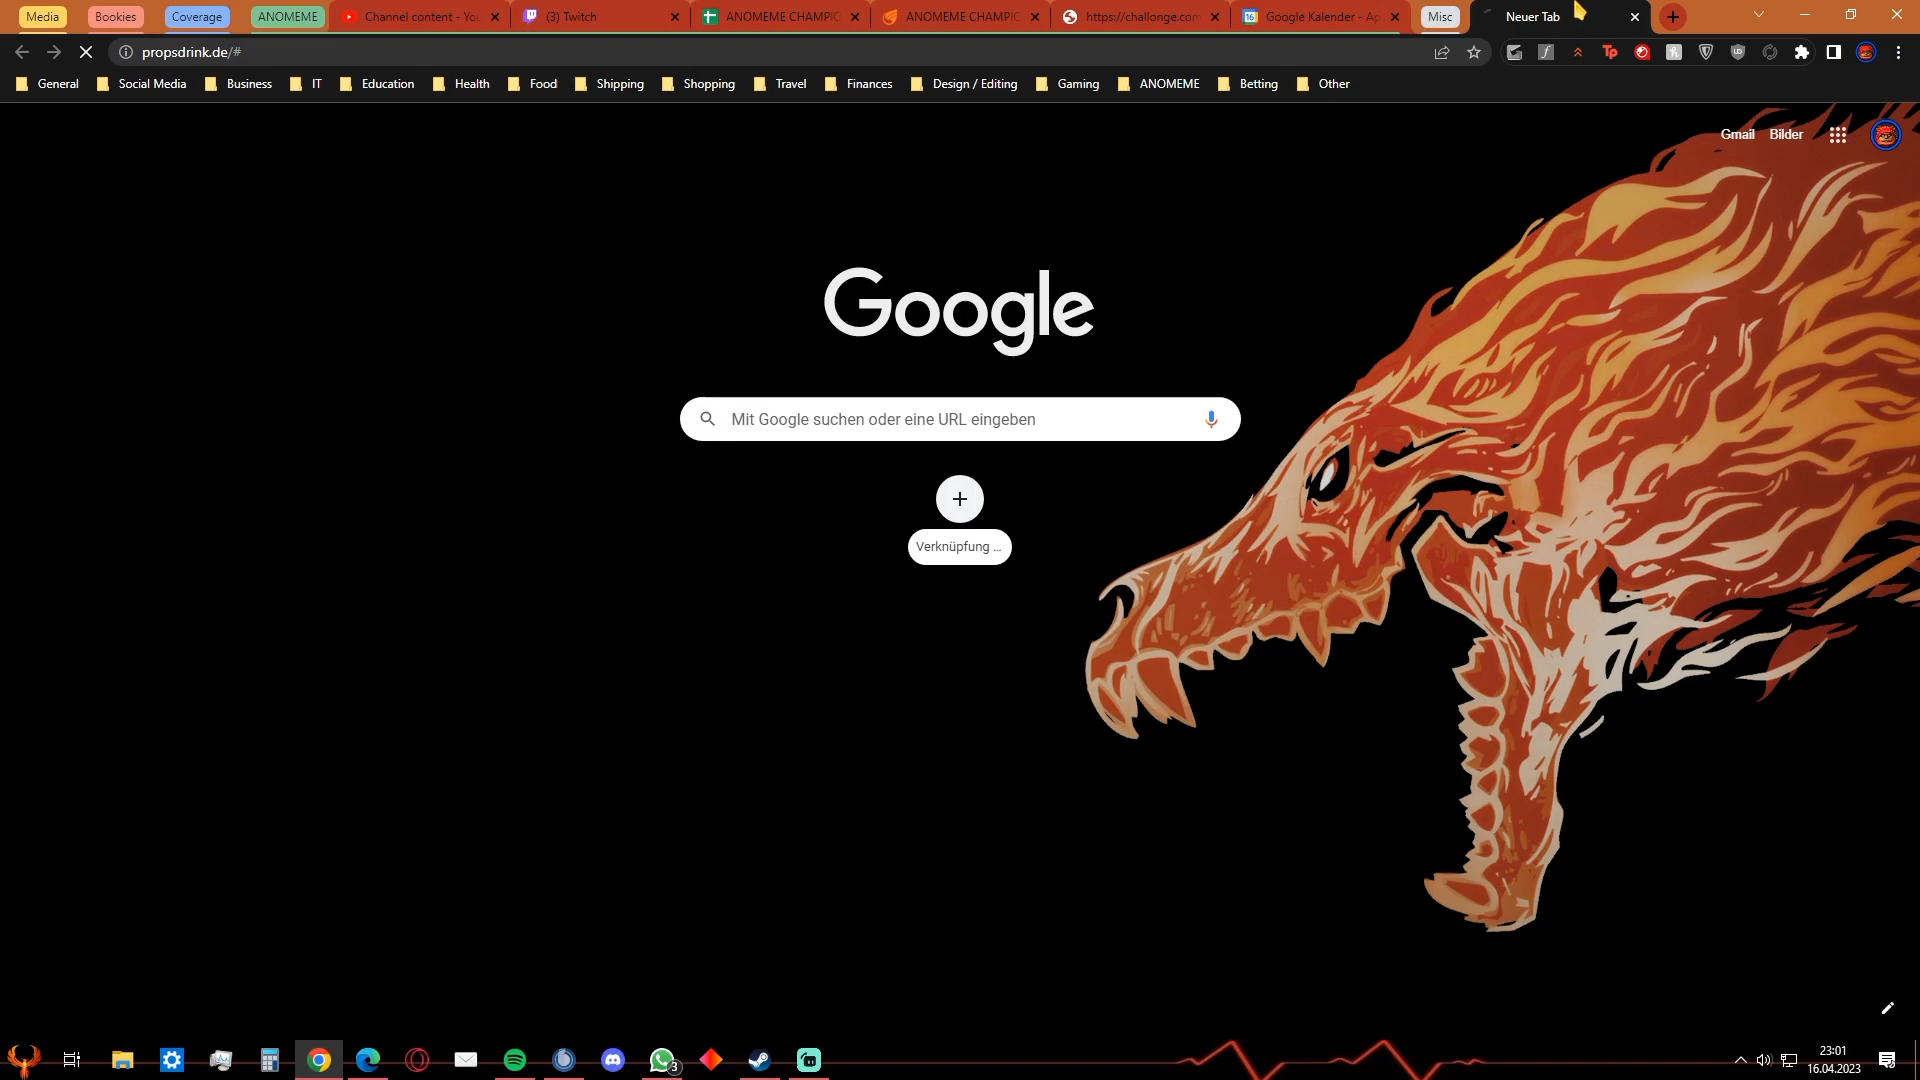 Media Bookies Coverage ANOMEME Channel content - You (3) Twitch ANOMEME CHAMPIC ANOMEME CHAMPIC https://challonge.com Google Kalender - Ap Misc Neuer Tab
propsdrink.de/#
General Social Media Business IT Education Health Food Shipping Shopping Travel Finances Design / Editing Gaming ANOMEME Betting Other
Gmail Bilder
Google
Mit Google suchen oder eine URL eingeben
Verknüpfung ...
3
23:01
16.04.2023